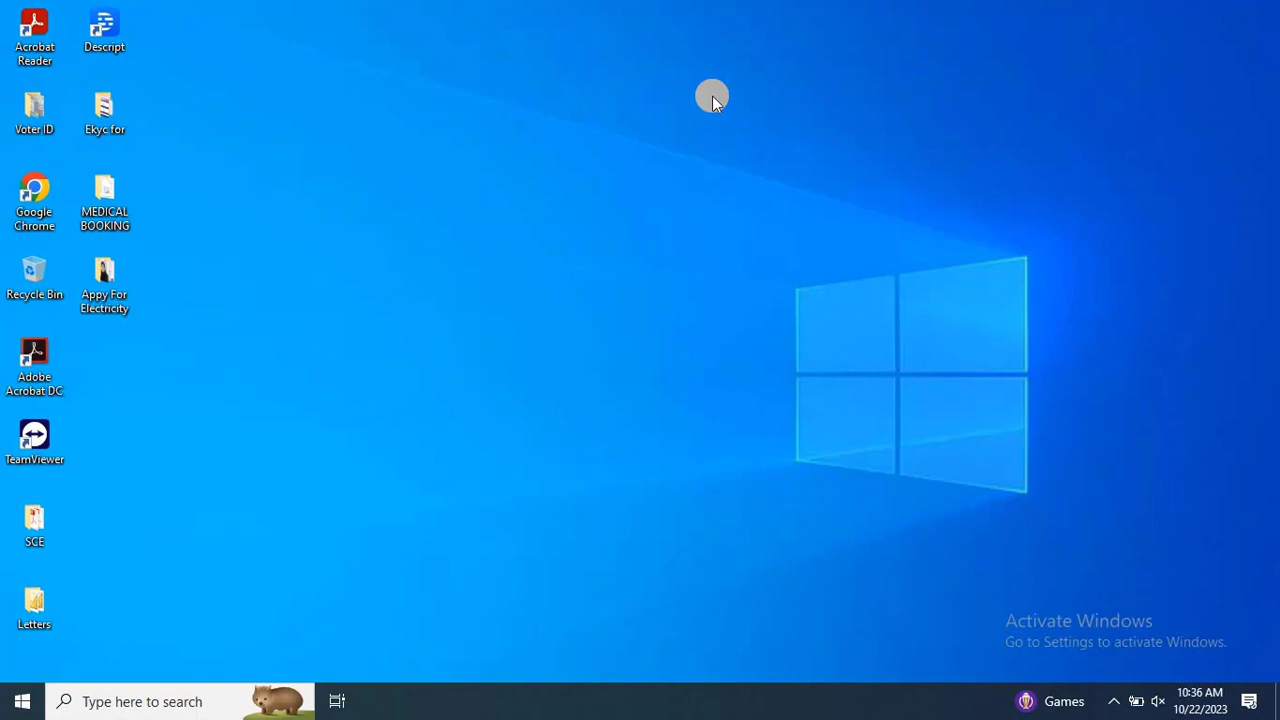 Acrobat
Reader
Descript
Voter ID
Ekyc for
Google
Chrome
MEDICAL
BOOKING
Recycle Bin
Appy For
Electricity
Adobe
Acrobat DC
TeamViewer
SCE
Letters
Activate Windows
Go to Settings to activate Windows.
Type here to search
Games
10:36 AM
10/22/2023